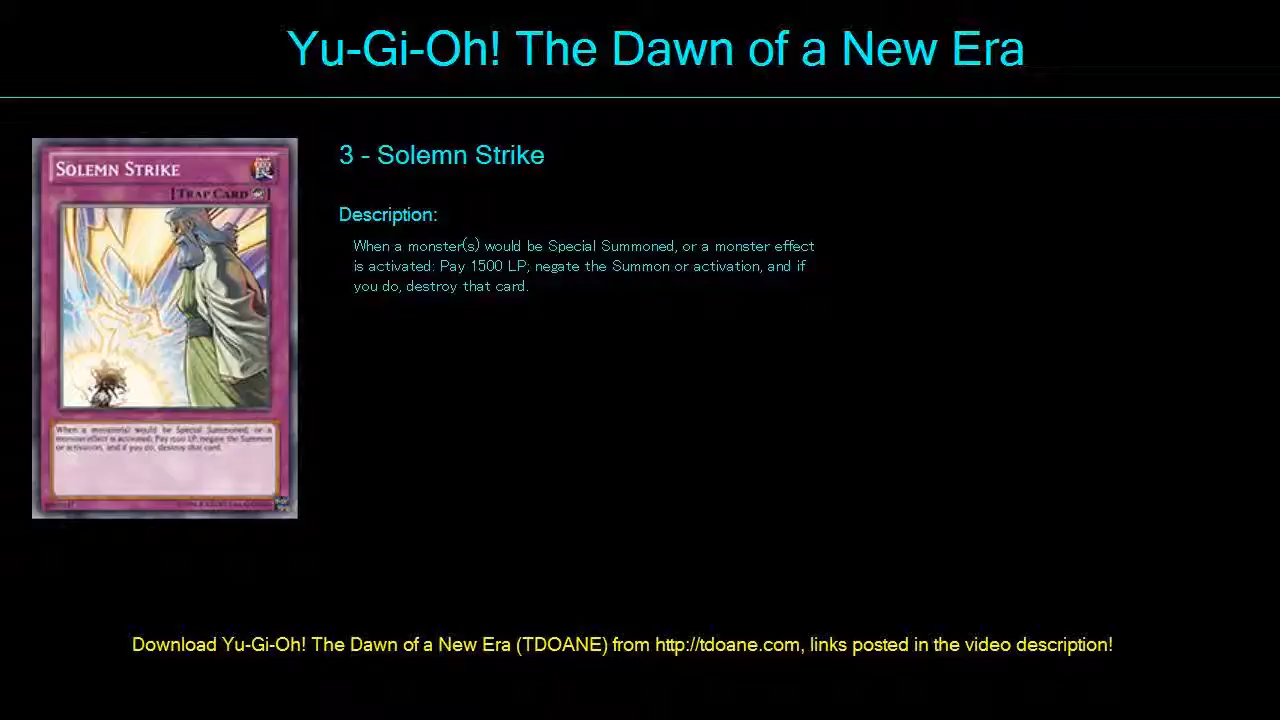 Yu-Gi-Oh! The Dawn of a New Era
3 - Solemn Strike
SOLEMN STRIKE
[TRAP CARD]
Description:
When a monster(s) would be Special Summoned, or a monster effect
is activated: Pay 1500 LP; negate the Summon or activation, and if
you do, destroy that card.
When a monster(s) would be Special Summoned, or a
monster effect is activated: Pay 1500 LP; negate the Summon
or activation, and if you do, destroy that card.
Download Yu-Gi-Oh! The Dawn of a New Era (TDOANE) from http://tdoane.com, links posted in the video description!